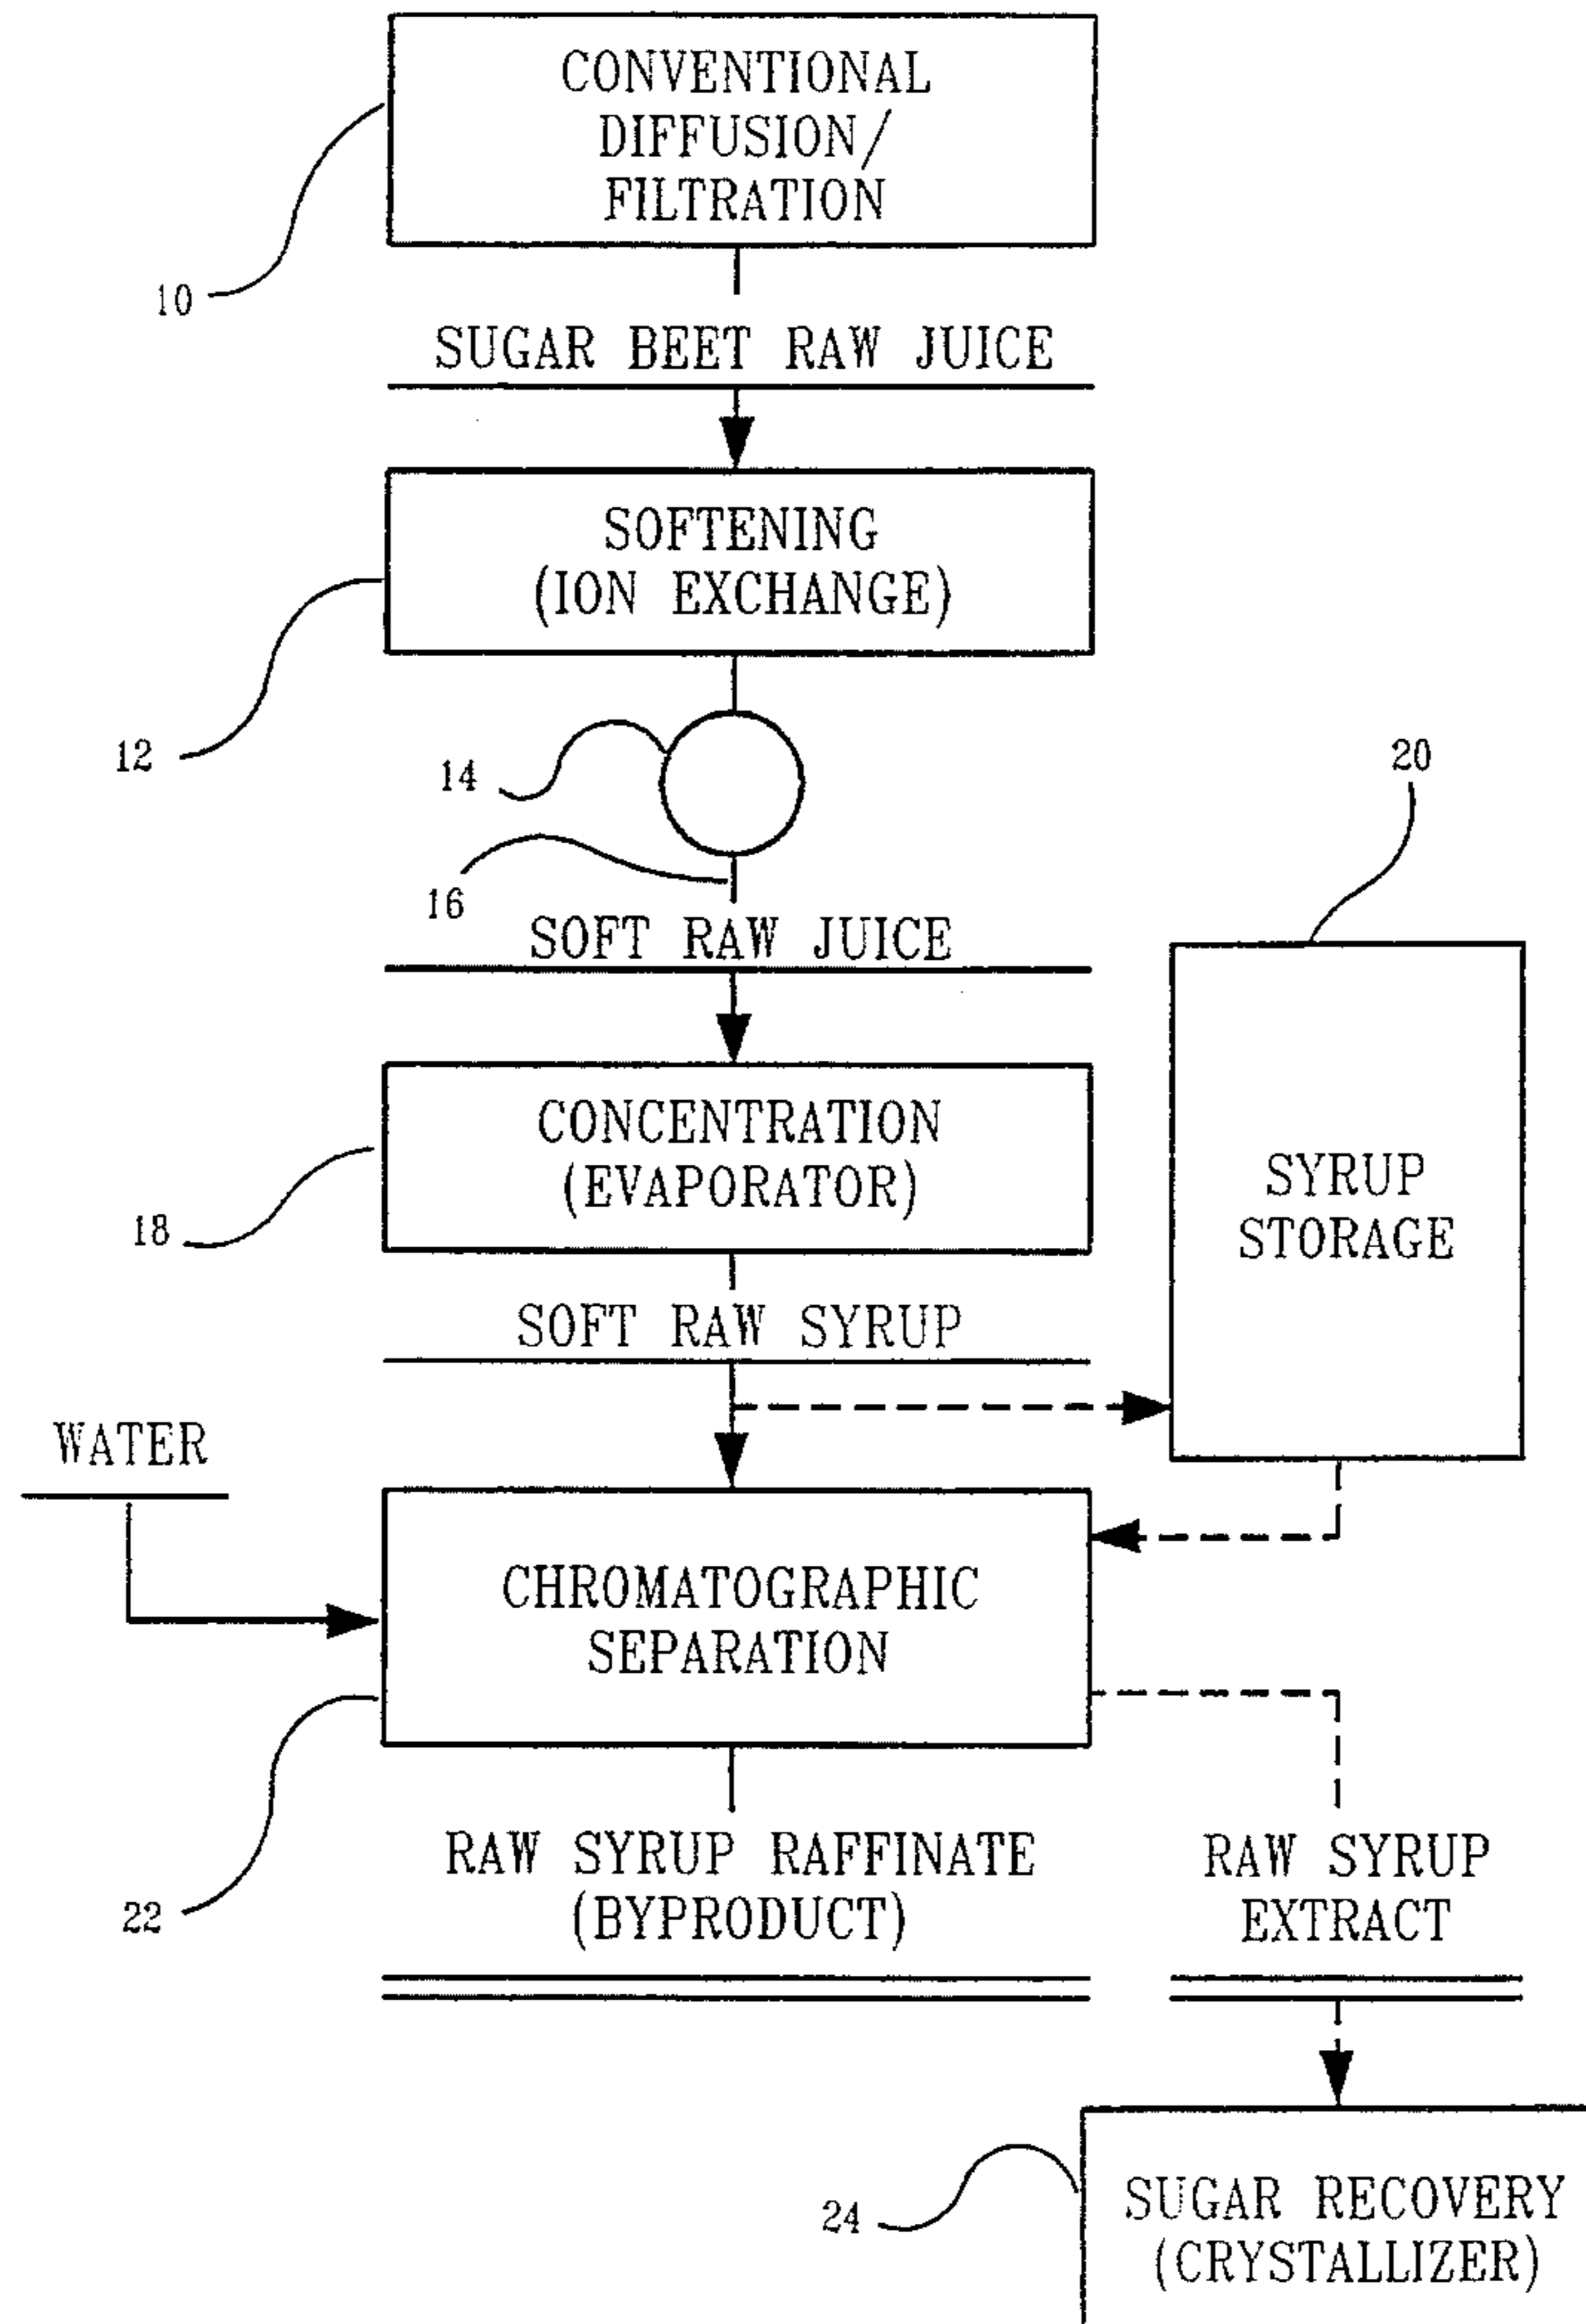 CONVENTIONAL
DIFFUSION/
FILTRATION
10
SUGAR BEET RAW JUICE
SOFTENING
(ION EXCHANGE)
12
14
16
SOFT RAW JUICE
20
CONCENTRATION
(EVAPORATOR)
18
SYRUP
STORAGE
SOFT RAW SYRUP
WATER
CHROMATOGRAPHIC
SEPARATION
22
RAW SYRUP RAFFINATE
(BYPRODUCT)
RAW SYRUP
EXTRACT
24
SUGAR RECOVERY
(CRYSTALLIZER)